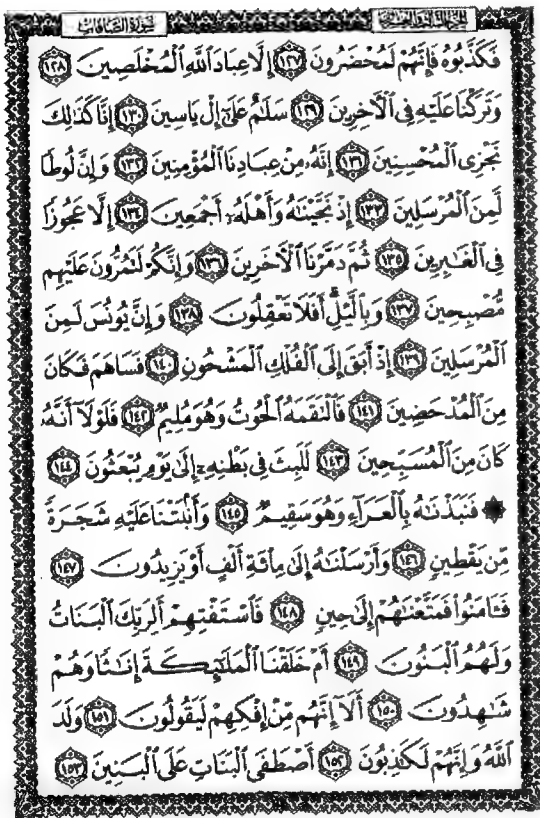 الجزء الثالث والعشرون سورة الصافات
فَكَذَّبُوهُ فَإِنَّهُمْ لَمُحْضَرُونَ ١٢٧ إِلَّا عِبَادَ ٱللَّهِ ٱلْمُخْلَصِينَ ١٢٨
وَتَرَكْنَا عَلَيْهِ فِى ٱلْأَخِرِينَ ١٢٩ سَلَٰمٌ عَلَىٰٓ إِلْ يَاسِينَ ١٣٠ إِنَّا كَذَٰلِكَ
نَجْزِى ٱلْمُحْسِنِينَ ١٣١ إِنَّهُۥ مِنْ عِبَادِنَا ٱلْمُؤْمِنِينَ ١٣٢ وَإِنَّ لُوطًا
لَّمِنَ ٱلْمُرْسَلِينَ ١٣٣ إِذْ نَجَّيْنَٰهُ وَأَهْلَهُۥٓ أَجْمَعِينَ ١٣٤ إِلَّا عَجُوزًا
فِى ٱلْغَٰبِرِينَ ١٣٥ ثُمَّ دَمَّرْنَا ٱلْأَخَرِينَ ١٣٦ وَإِنَّكُمْ لَتَمُرُّونَ عَلَيْهِم
مُّصْبِحِينَ ١٣٧ وَبِٱلَّيْلِ أَفَلَا تَعْقِلُونَ ١٣٨ وَإِنَّ يُونُسَ لَمِنَ
ٱلْمُرْسَلِينَ ١٣٩ إِذْ أَبَقَ إِلَى ٱلْفُلْكِ ٱلْمَشْحُونِ ١٤٠ فَسَاهَمَ فَكَانَ
مِنَ ٱلْمُدْحَضِينَ ١٤١ فَٱلْتَقَمَهُ ٱلْحُوتُ وَهُوَ مُلِيمٌ ١٤٢ فَلَوْلَآ أَنَّهُۥ
كَانَ مِنَ ٱلْمُسَبِّحِينَ ١٤٣ لَلَبِثَ فِى بَطْنِهِۦٓ إِلَىٰ يَوْمِ يُبْعَثُونَ ١٤٤
۞ فَنَبَذْنَٰهُ بِٱلْعَرَآءِ وَهُوَ سَقِيمٌ ١٤٥ وَأَنۢبَتْنَا عَلَيْهِ شَجَرَةً
مِّن يَقْطِينٍ ١٤٦ وَأَرْسَلْنَٰهُ إِلَىٰ مِا۟ئَةِ أَلْفٍ أَوْ يَزِيدُونَ ١٤٧
فَـَٔامَنُوا۟ فَمَتَّعْنَٰهُمْ إِلَىٰ حِينٍ ١٤٨ فَٱسْتَفْتِهِمْ أَلِرَبِّكَ ٱلْبَنَاتُ
وَلَهُمُ ٱلْبَنُونَ ١٤٩ أَمْ خَلَقْنَا ٱلْمَلَٰٓئِكَةَ إِنَٰثًا وَهُمْ
شَٰهِدُونَ ١٥٠ أَلَآ إِنَّهُم مِّنْ إِفْكِهِمْ لَيَقُولُونَ ١٥١ وَلَدَ
ٱللَّهُ وَإِنَّهُمْ لَكَٰذِبُونَ ١٥٢ أَصْطَفَى ٱلْبَنَاتِ عَلَى ٱلْبَنِينَ ١٥٣